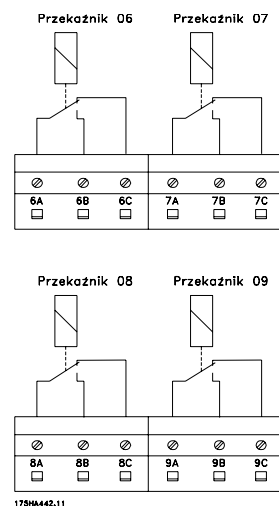 Przekaźnik 06 Przekaźnik 07
6A 6B 6C 7A 7B 7C
Przekaźnik 08 Przekaźnik 09
8A 8B 8C 9A 9B 9C
175HA442.11